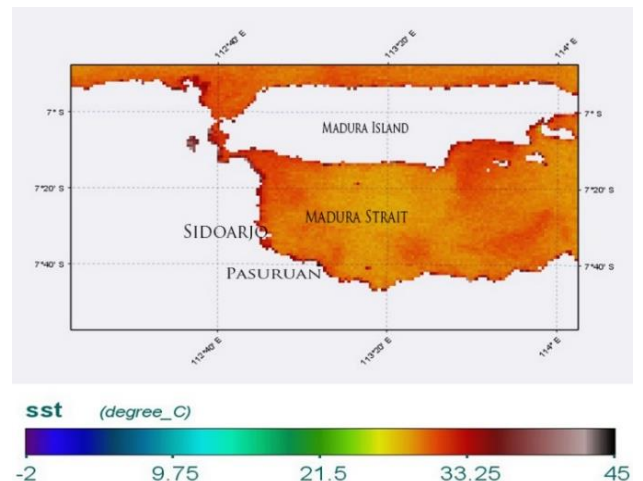 112°40' E 113°20' E 114° E
7° S 7° S
MADURA ISLAND
7°20' S 7°20' S
MADURA STRAIT
SIDOARJO
PASURUAN
7°40' S 7°40' S
112°40' E 113°20' E 114° E
sst (degree_C)
-2 9.75 21.5 33.25 45